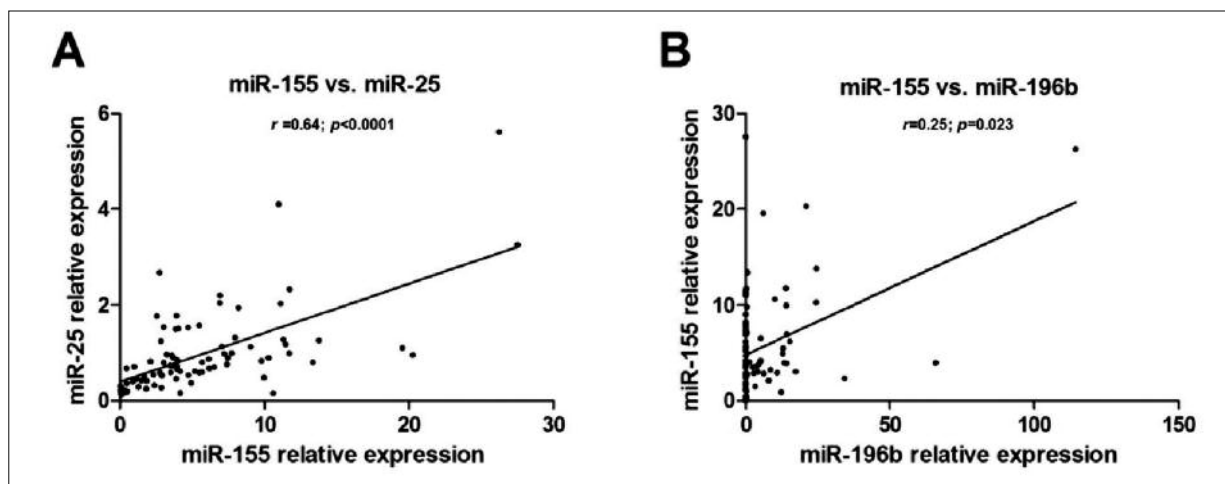 A
miR-155 vs. miR-25
r =0.64; p<0.0001
6
4
2
0
miR-25 relative expression
0
10
20
30
miR-155 relative expression
B
miR-155 vs. miR-196b
r=0.25; p=0.023
30
20
10
0
miR-155 relative expression
0
50
100
150
miR-196b relative expression